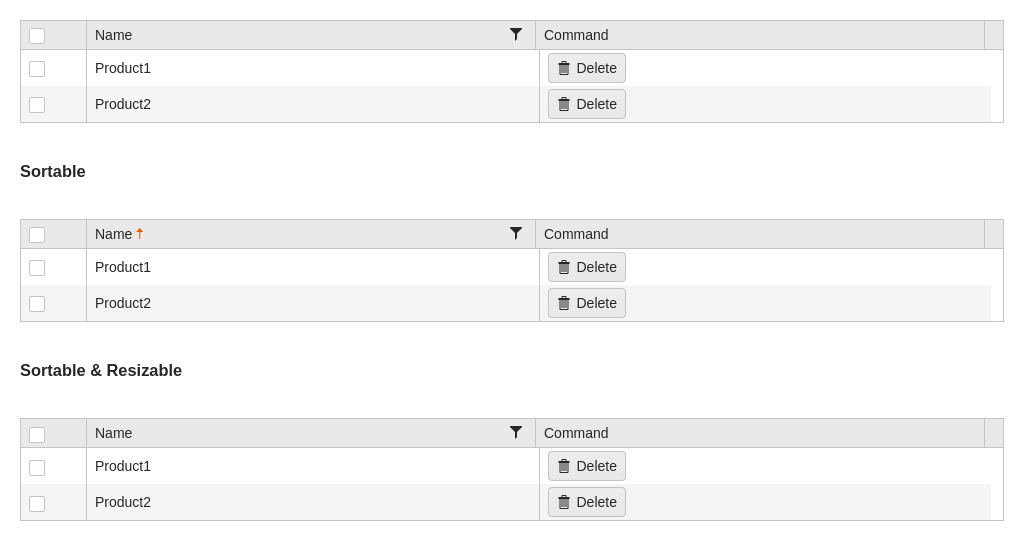 Name Command
Product1 Delete
Product2 Delete
Sortable
Name Command
Product1 Delete
Product2 Delete
Sortable & Resizable
Name Command
Product1 Delete
Product2 Delete